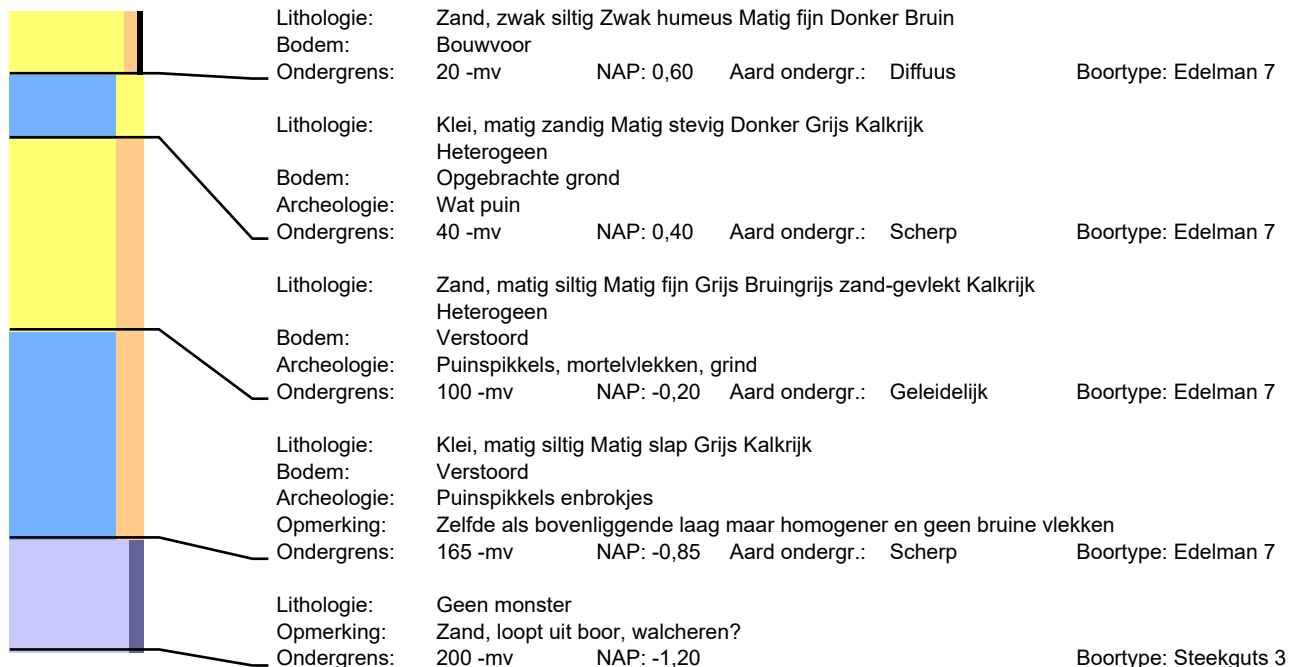 Lithologie: Zand, zwak siltig Zwak humeus Matig fijn Donker Bruin
Bodem: Bouwvoor
Ondergrens: 20 -mv NAP: 0,60 Aard ondergr.: Diffuus Boortype: Edelman 7
Lithologie: Klei, matig zandig Matig stevig Donker Grijs Kalkrijk
Heterogeen
Bodem: Opgebrachte grond
Archeologie: Wat puin
Ondergrens: 40 -mv NAP: 0,40 Aard ondergr.: Scherp Boortype: Edelman 7
Lithologie: Zand, matig siltig Matig fijn Grijs Bruingrijs zand-gevlekt Kalkrijk
Heterogeen
Bodem: Verstoord
Archeologie: Puinspikkels, mortelvlekken, grind
Ondergrens: 100 -mv NAP: -0,20 Aard ondergr.: Geleidelijk Boortype: Edelman 7
Lithologie: Klei, matig siltig Matig slap Grijs Kalkrijk
Bodem: Verstoord
Archeologie: Puinspikkels enbrokjes
Opmerking: Zelfde als bovenliggende laag maar homogener en geen bruine vlekken
Ondergrens: 165 -mv NAP: -0,85 Aard ondergr.: Scherp Boortype: Edelman 7
Lithologie: Geen monster
Opmerking: Zand, loopt uit boor, walcheren?
Ondergrens: 200 -mv NAP: -1,20 Boortype: Steekguts 3